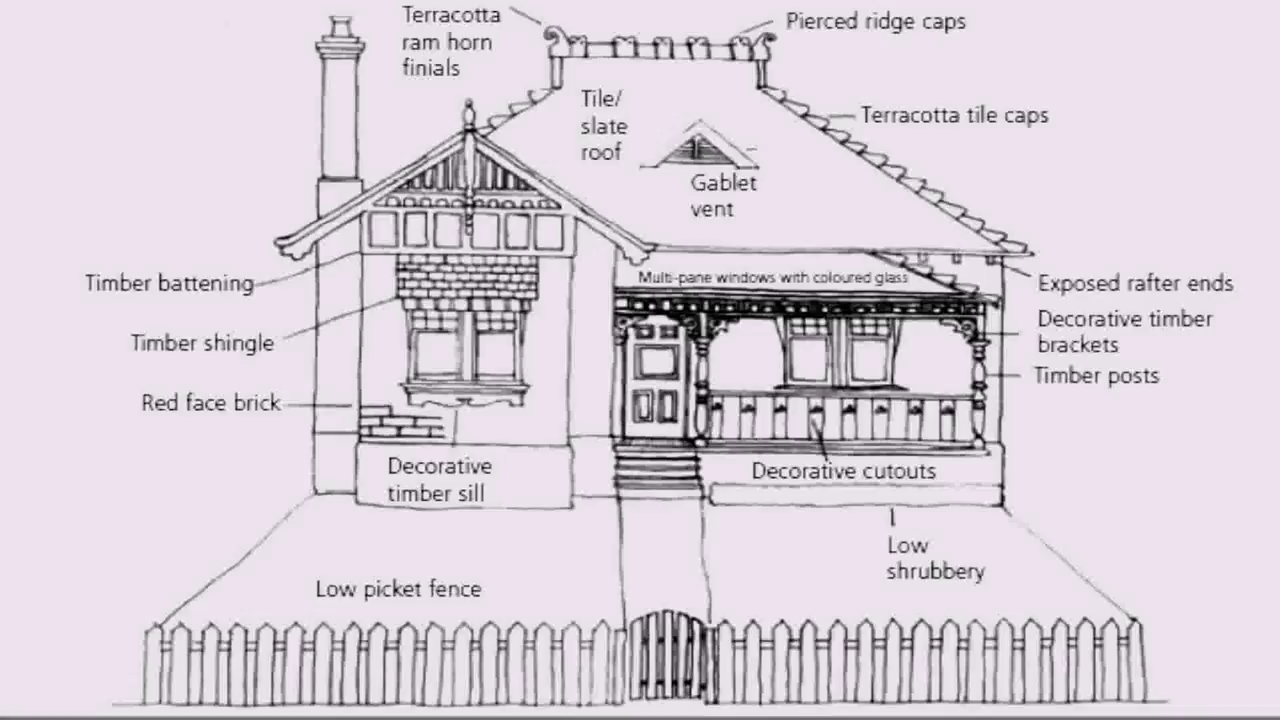 Terracotta
ram horn
finials
Pierced ridge caps
Tile/
slate
roof
Terracotta tile caps
Gablet
vent
Timber battening
Multi-pane windows with coloured glass
Exposed rafter ends
Timber shingle
Decorative timber
brackets
Timber posts
Red face brick
Decorative
timber sill
Decorative cutouts
Low
shrubbery
Low picket fence